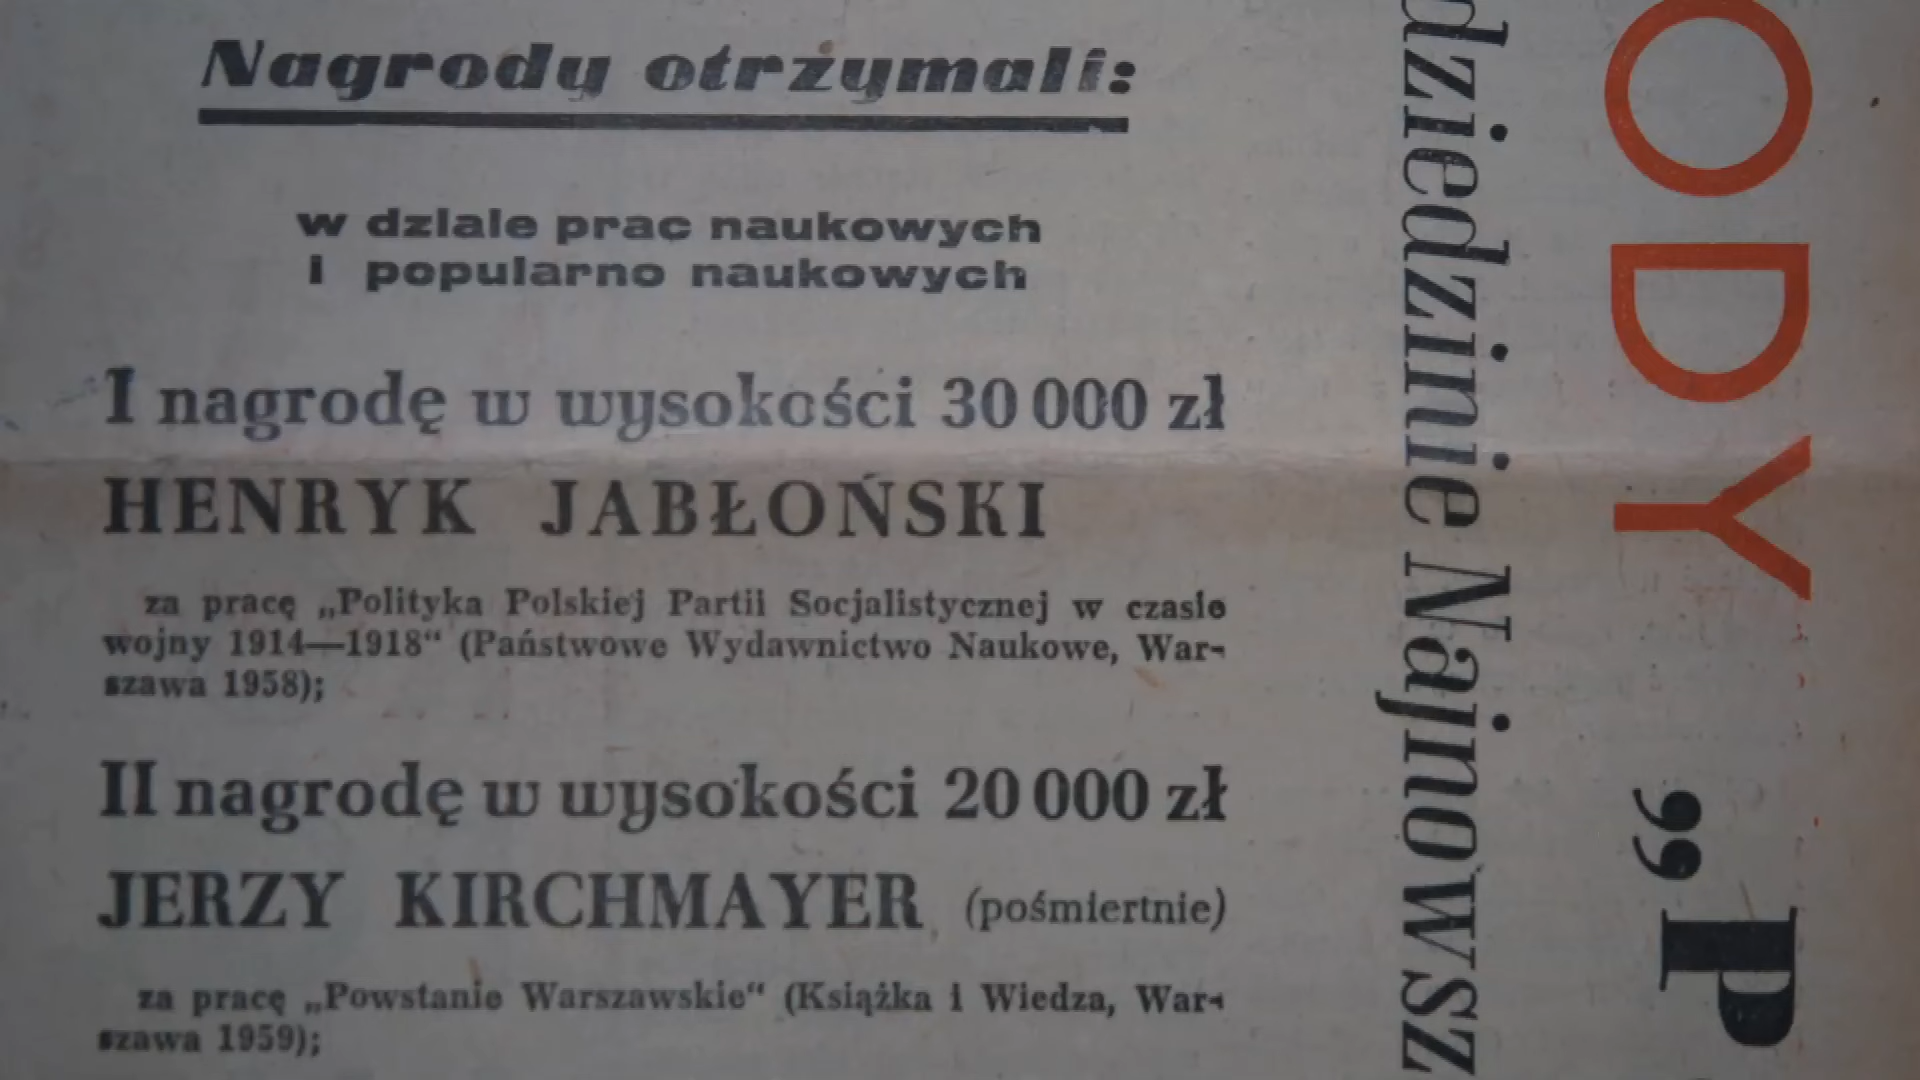 Nagrody otrzymali:
w dziale prac naukowych
i popularno naukowych
I nagrodę w wysokości 30 000 zł
HENRYK JABŁOŃSKI
za pracę „Polityka Polskiej Partii Socjalistycznej w czasie
wojny 1914—1918“ (Państwowe Wydawnictwo Naukowe, War-
szawa 1958);
II nagrodę w wysokości 20 000 zł
JERZY KIRCHMAYER (pośmiertnie)
za pracę „Powstanie Warszawskie“ (Książka i Wiedza, War-
szawa 1959);
dziedzinie Najnowsz
ODY „P